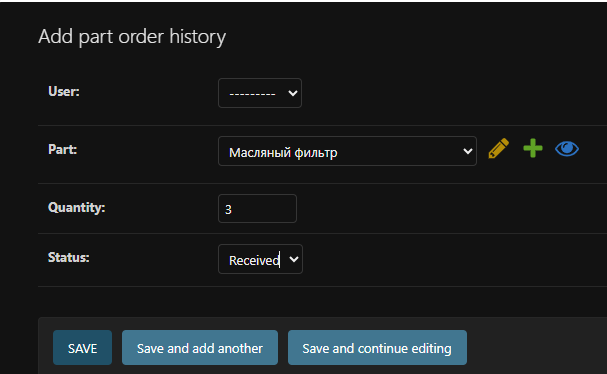 Add part order history
User:
---------
Part:
Масляный фильтр
Quantity:
3
Status:
Received
SAVE
Save and add another
Save and continue editing